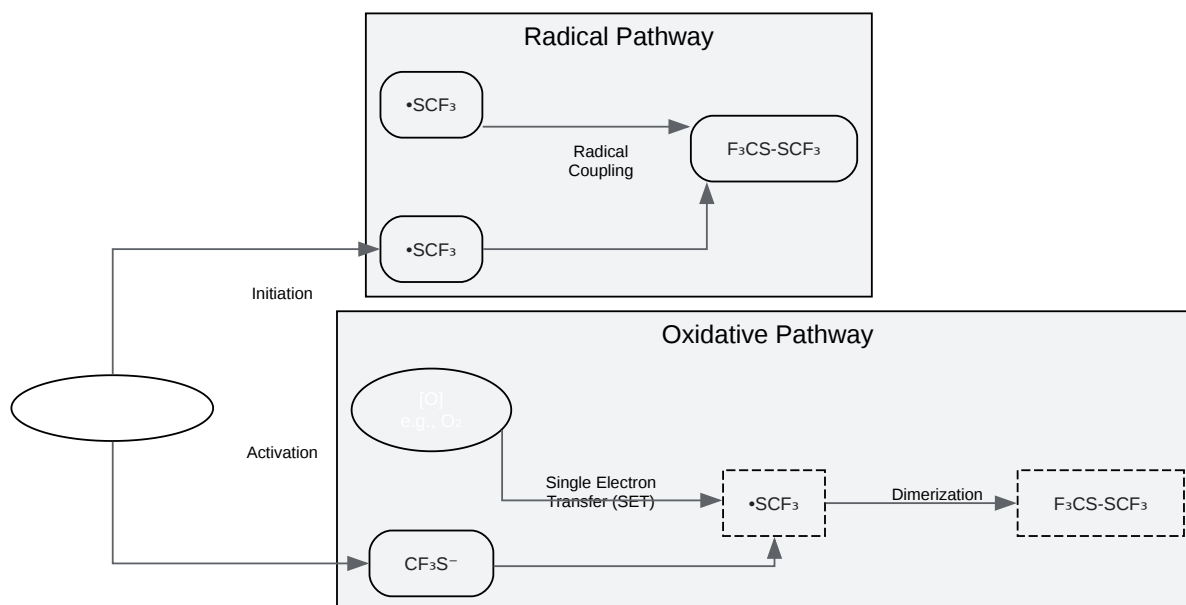 Radical Pathway
•SCF₃
Radical
Coupling
F₃CS-SCF₃
•SCF₃
Initiation
Oxidative Pathway
[O]
e.g., O₂
Activation
Single Electron
Transfer (SET)
•SCF₃
Dimerization
F₃CS-SCF₃
CF₃S⁻